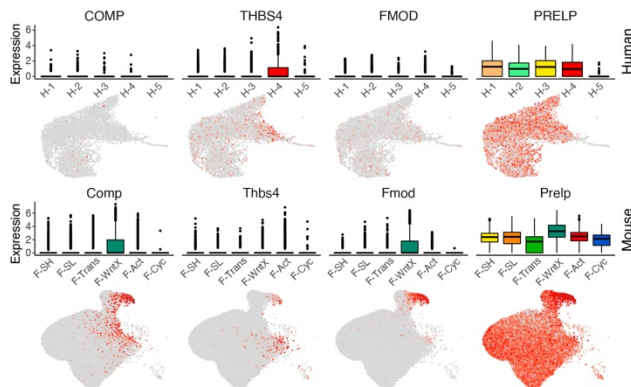 COMP THBS4 FMOD PRELP
Expression
6
4
2
0
H-1 H-2 H-3 H-4 H-5 H-1 H-2 H-3 H-4 H-5 H-1 H-2 H-3 H-4 H-5 H-1 H-2 H-3 H-4 H-5
Human
Comp Thbs4 Fmod Prelp
Expression
6
4
2
0
F-SH F-SL F-Trans F-WntX F-Act F-Cyc F-SH F-SL F-Trans F-WntX F-Act F-Cyc F-SH F-SL F-Trans F-WntX F-Act F-Cyc F-SH F-SL F-Trans F-WntX F-Act F-Cyc
Mouse